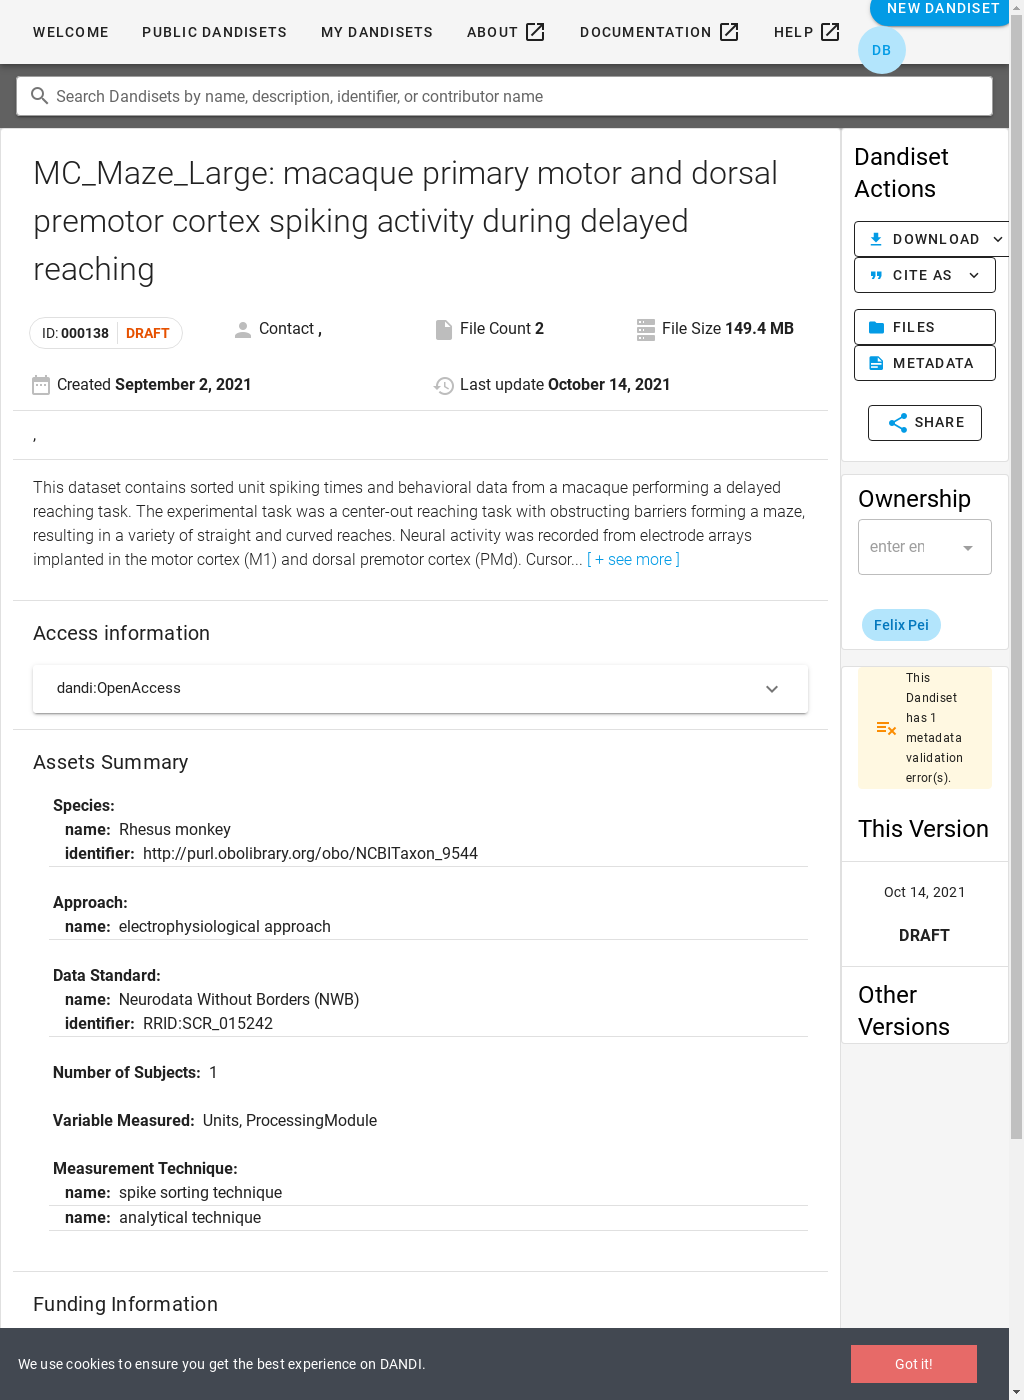 WELCOME PUBLIC DANDISETS MY DANDISETS ABOUT DOCUMENTATION HELP NEW DANDISET
DB
Search Dandisets by name, description, identifier, or contributor name
MC_Maze_Large: macaque primary motor and dorsal
premotor cortex spiking activity during delayed
reaching
ID: 000138 DRAFT Contact , File Count 2 File Size 149.4 MB
Created September 2, 2021 Last update October 14, 2021
,
This dataset contains sorted unit spiking times and behavioral data from a macaque performing a delayed
reaching task. The experimental task was a center-out reaching task with obstructing barriers forming a maze,
resulting in a variety of straight and curved reaches. Neural activity was recorded from electrode arrays
implanted in the motor cortex (M1) and dorsal premotor cortex (PMd). Cursor... [ + see more ]
Access information
dandi:OpenAccess
Assets Summary
Species:
name: Rhesus monkey
identifier: http://purl.obolibrary.org/obo/NCBITaxon_9544
Approach:
name: electrophysiological approach
Data Standard:
name: Neurodata Without Borders (NWB)
identifier: RRID:SCR_015242
Number of Subjects: 1
Variable Measured: Units, ProcessingModule
Measurement Technique:
name: spike sorting technique
name: analytical technique
Funding Information
Dandiset
Actions
DOWNLOAD
CITE AS
FILES
METADATA
SHARE
Ownership
enter en
Felix Pei
This
Dandiset
has 1
metadata
validation
error(s).
This Version
Oct 14, 2021
DRAFT
Other
Versions
We use cookies to ensure you get the best experience on DANDI.
Got it!